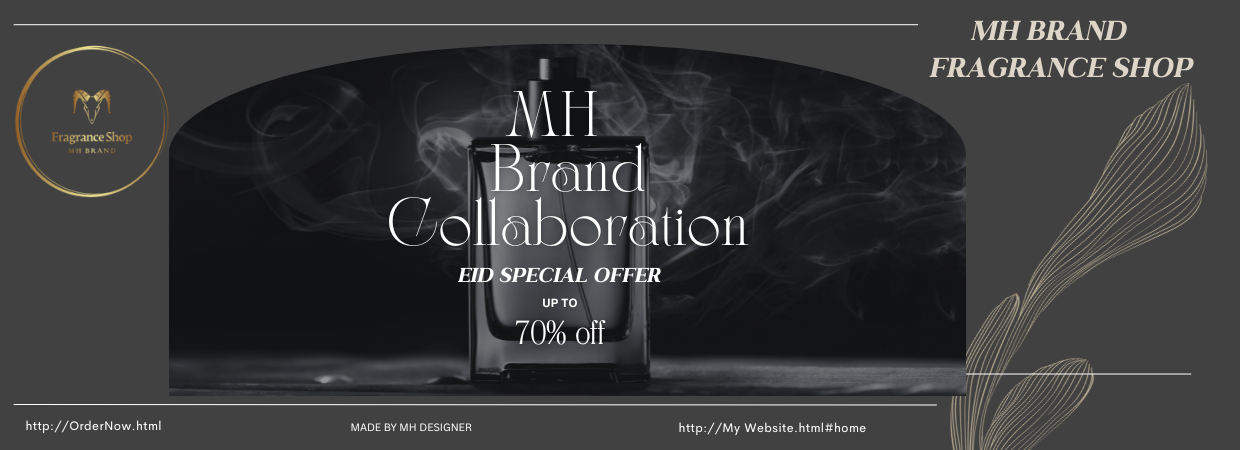 MH BRAND
FRAGRANCE SHOP
Fragrance Shop
MH BRAND
MH
Brand
Collaboration
EID SPECIAL OFFER
UP TO
70% off
http://OrderNow.html
MADE BY MH DESIGNER
http://My Website.html#home